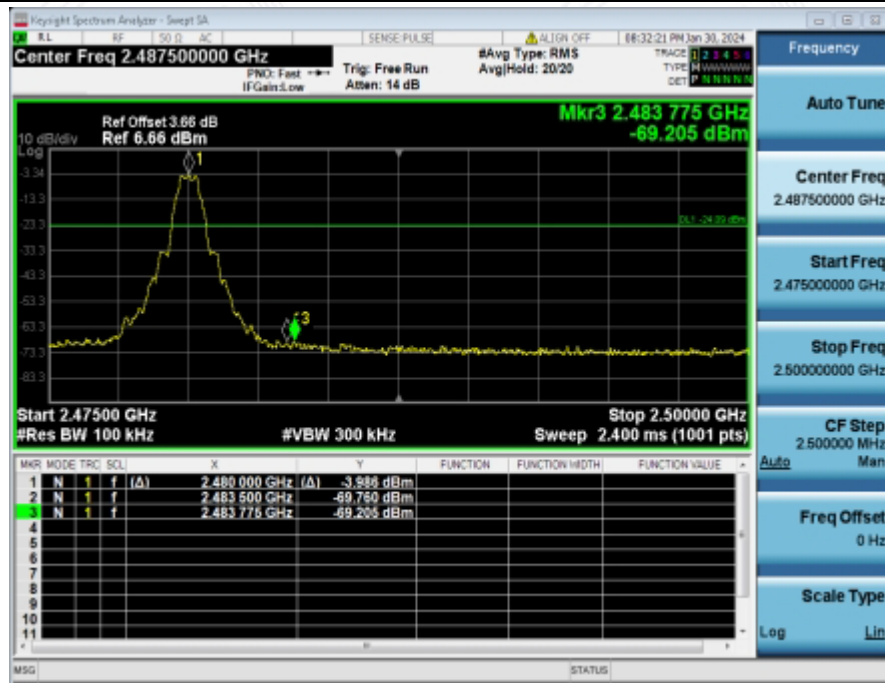 Keysight Spectrum Analyzer - Swept SA
RL RF 50 Ω AC SENSE:PULSE ALIGN OFF 08:32:21 PM Jan 30, 2024
Center Freq 2.487500000 GHz
PNO: Fast
IFGain:Low
Trig: Free Run
Atten: 14 dB
#Avg Type: RMS
Avg|Hold: 20/20
TRACE 1 2 3 4 5 6
TYPE M WWWWW
DET P N N N N N
Mkr3 2.483 775 GHz
-69.205 dBm
Ref Offset 3.66 dB
10 dB/div Ref 6.66 dBm
Log
1
-3.34
-13.3
-23.3
DL1 -24.09 dBm
-33.3
-43.3
-53.3
3
-63.3
-73.3
-83.3
Start 2.47500 GHz Stop 2.50000 GHz
#Res BW 100 kHz #VBW 300 kHz Sweep 2.400 ms (1001 pts)
MKR MODE TRC SCL X Y FUNCTION FUNCTION WIDTH FUNCTION VALUE
1 N 1 f (Δ) 2.480 000 GHz (Δ) -3.986 dBm
2 N 1 f 2.483 500 GHz -69.760 dBm
3 N 1 f 2.483 775 GHz -69.205 dBm
4
5
6
7
8
9
10
11
MSG STATUS
Frequency
Auto Tune
Center Freq
2.487500000 GHz
Start Freq
2.475000000 GHz
Stop Freq
2.500000000 GHz
CF Step
2.500000 MHz
Auto Man
Freq Offset
0 Hz
Scale Type
Log Lin